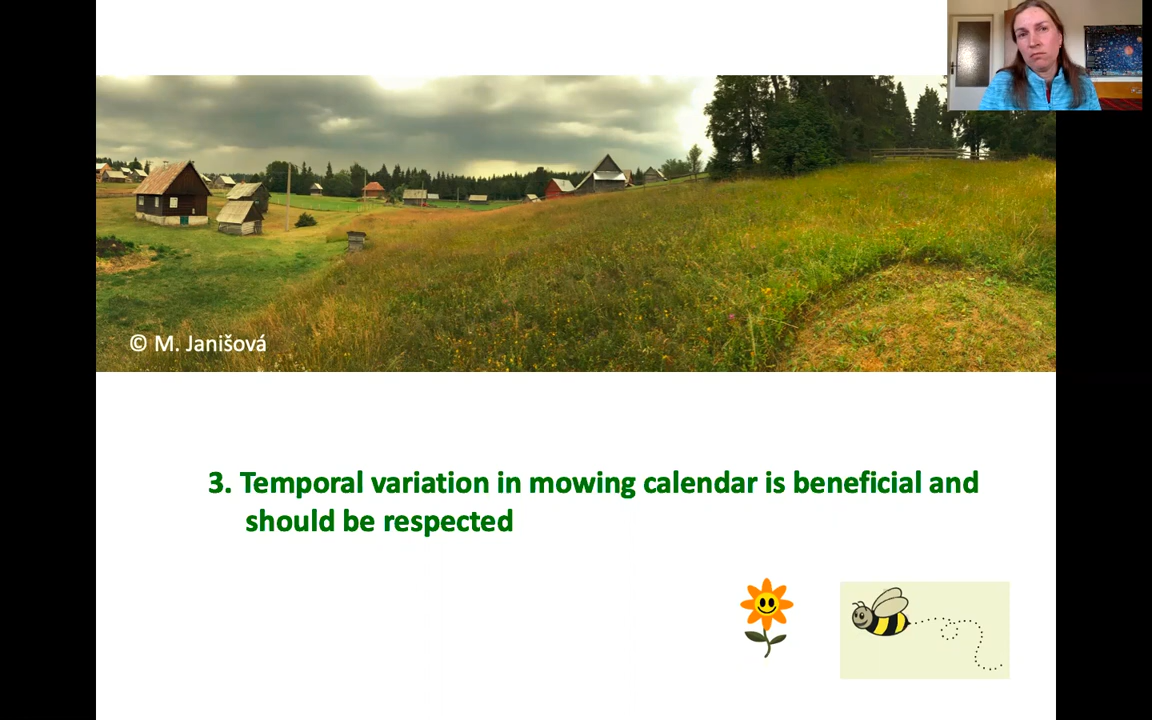 © M. Janišová
3. Temporal variation in mowing calendar is beneficial and
should be respected